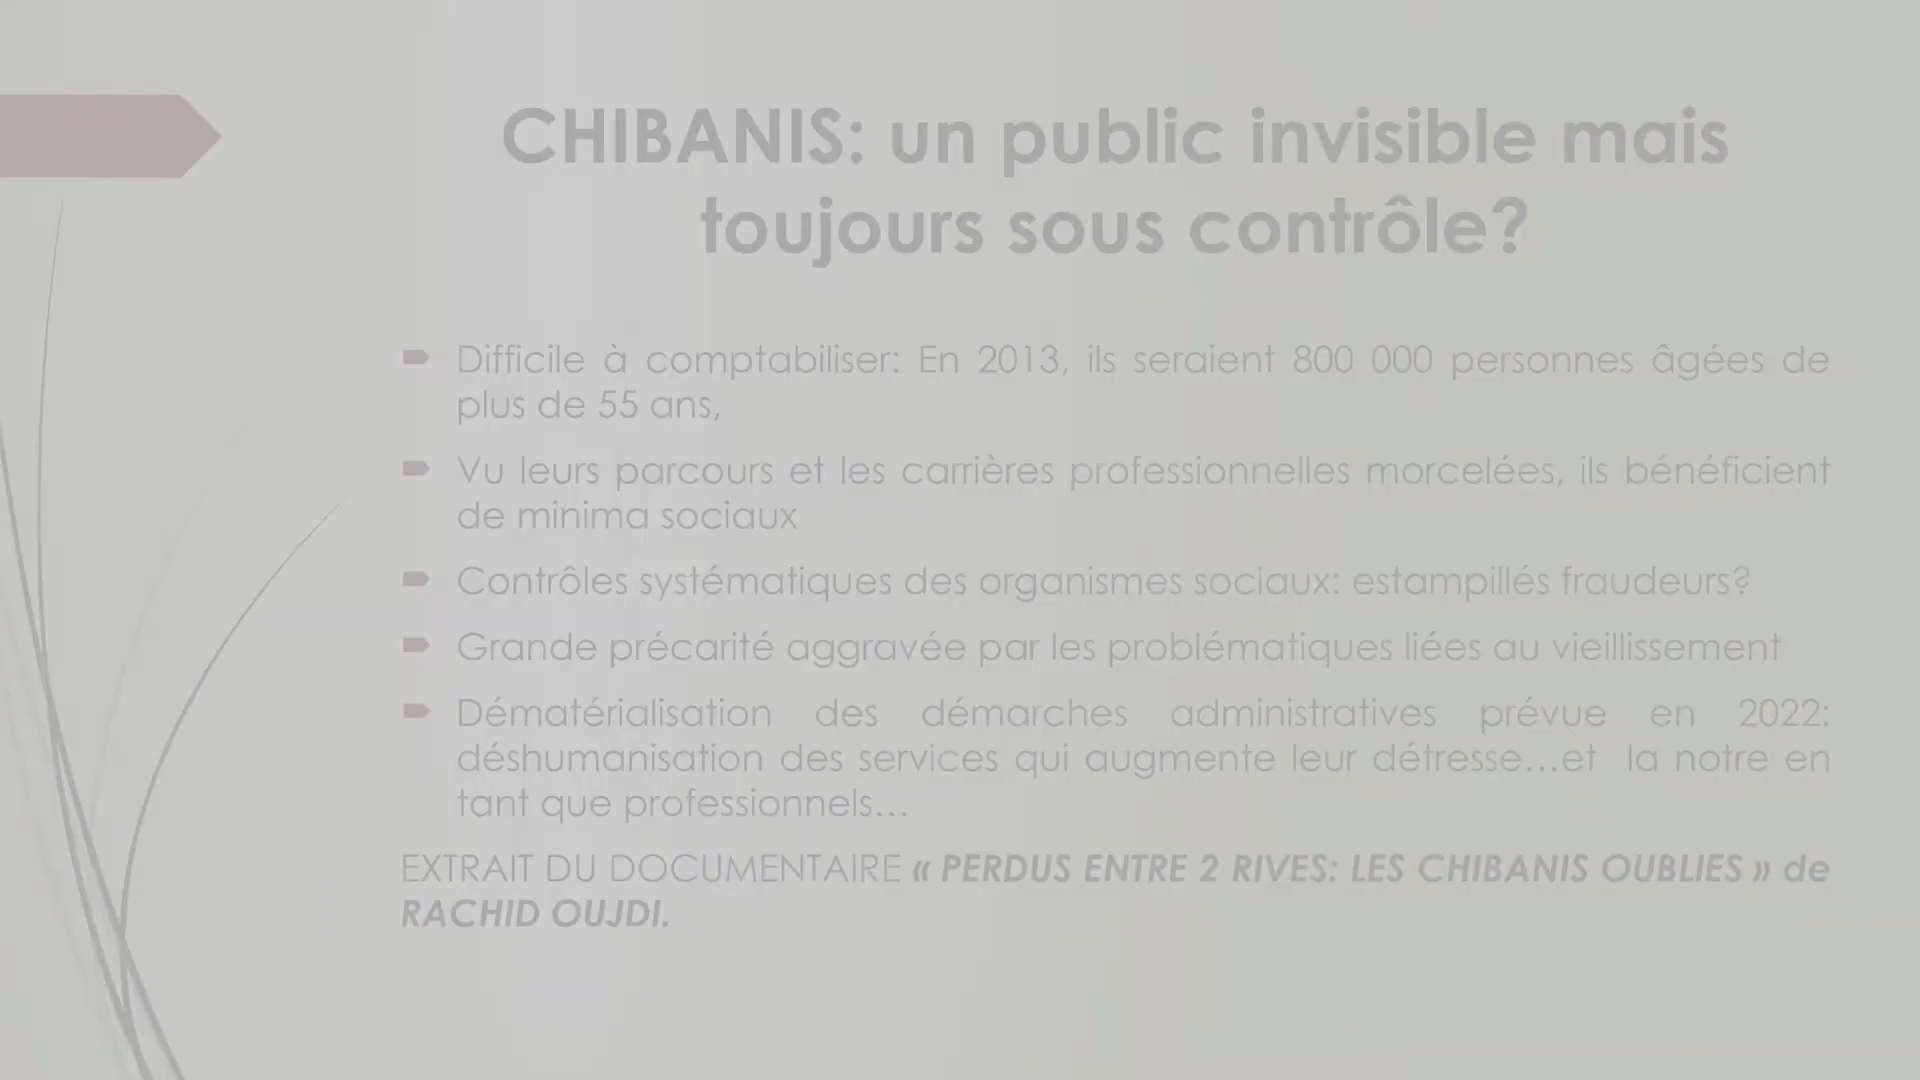 CHIBANIS: un public invisible mais
toujours sous contrôle?
Difficile à comptabiliser: En 2013, ils seraient 800 000 personnes âgées de
plus de 55 ans,
Vu leurs parcours et les carrières professionnelles morcelées, ils bénéficient
de minima sociaux
Contrôles systématiques des organismes sociaux: estampillés fraudeurs?
Grande précarité aggravée par les problématiques liées au vieillissement
Dématérialisation des démarches administratives prévue en 2022:
déshumanisation des services qui augmente leur détresse…et la notre en
tant que professionnels…
EXTRAIT DU DOCUMENTAIRE « PERDUS ENTRE 2 RIVES: LES CHIBANIS OUBLIES » de
RACHID OUJDI.